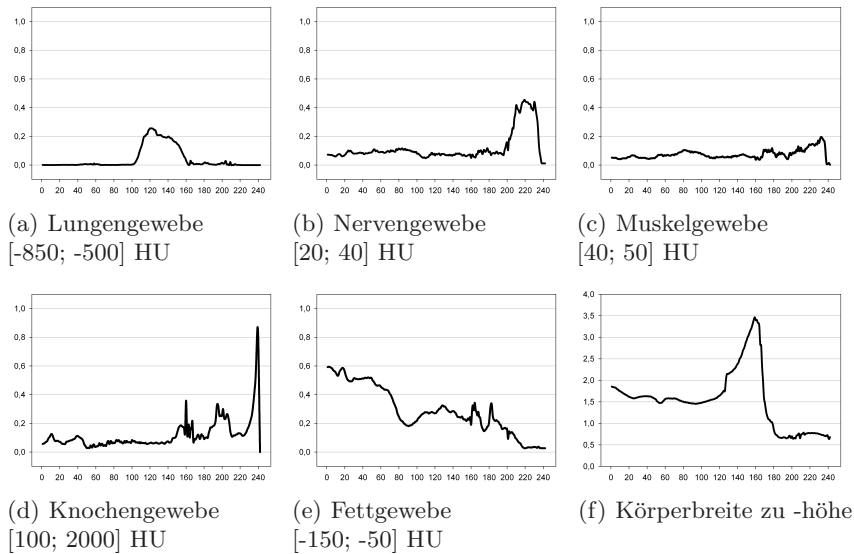 1,0
0,8
0,6
0,4
0,2
0,0
0 20 40 60 80 100 120 140 160 180 200 220 240
(a) Lungengewebe
[-850; -500] HU
1,0
0,8
0,6
0,4
0,2
0,0
0 20 40 60 80 100 120 140 160 180 200 220 240
(b) Nervengewebe
[20; 40] HU
1,0
0,8
0,6
0,4
0,2
0,0
0 20 40 60 80 100 120 140 160 180 200 220 240
(c) Muskelgewebe
[40; 50] HU
1,0
0,8
0,6
0,4
0,2
0,0
0 20 40 60 80 100 120 140 160 180 200 220 240
(d) Knochengewebe
[100; 2000] HU
1,0
0,8
0,6
0,4
0,2
0,0
0 20 40 60 80 100 120 140 160 180 200 220 240
(e) Fettgewebe
[-150; -50] HU
4,0
3,5
3,0
2,5
2,0
1,5
1,0
0,5
0,0
0 20 40 60 80 100 120 140 160 180 200 220 240
(f) Körperbreite zu -höhe